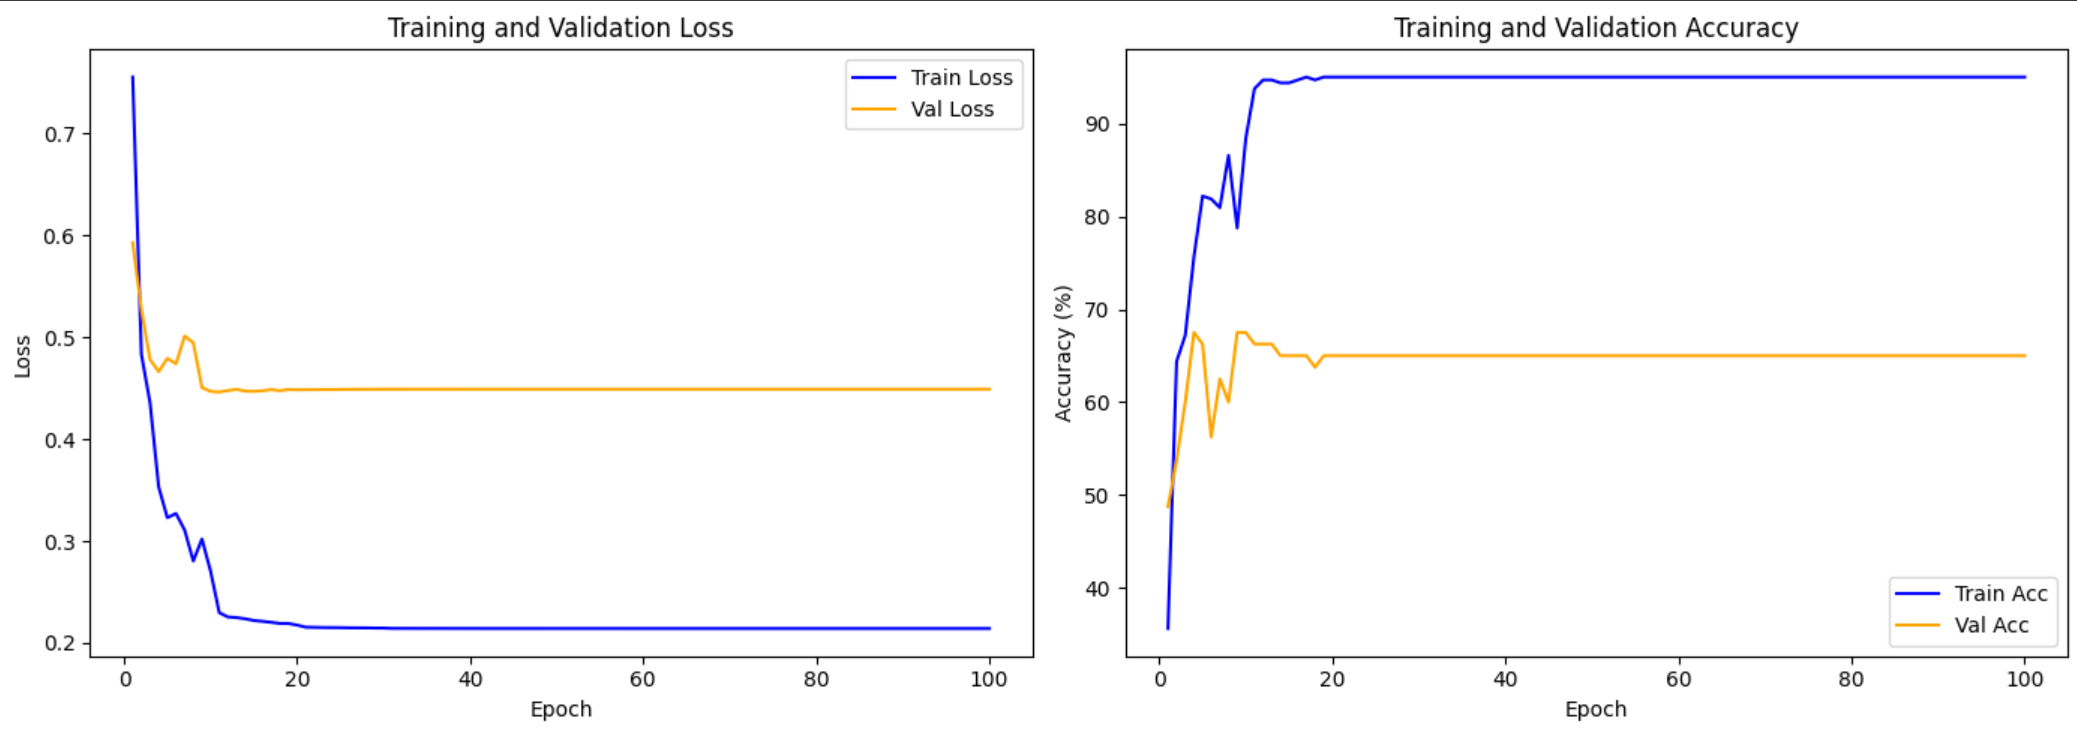 Training and Validation Loss
Train Loss
Val Loss
0.7
0.6
0.5
0.4
0.3
0.2
Loss
0
20
40
60
80
100
Epoch
Training and Validation Accuracy
90
80
70
60
50
40
Accuracy (%)
Train Acc
Val Acc
0
20
40
60
80
100
Epoch